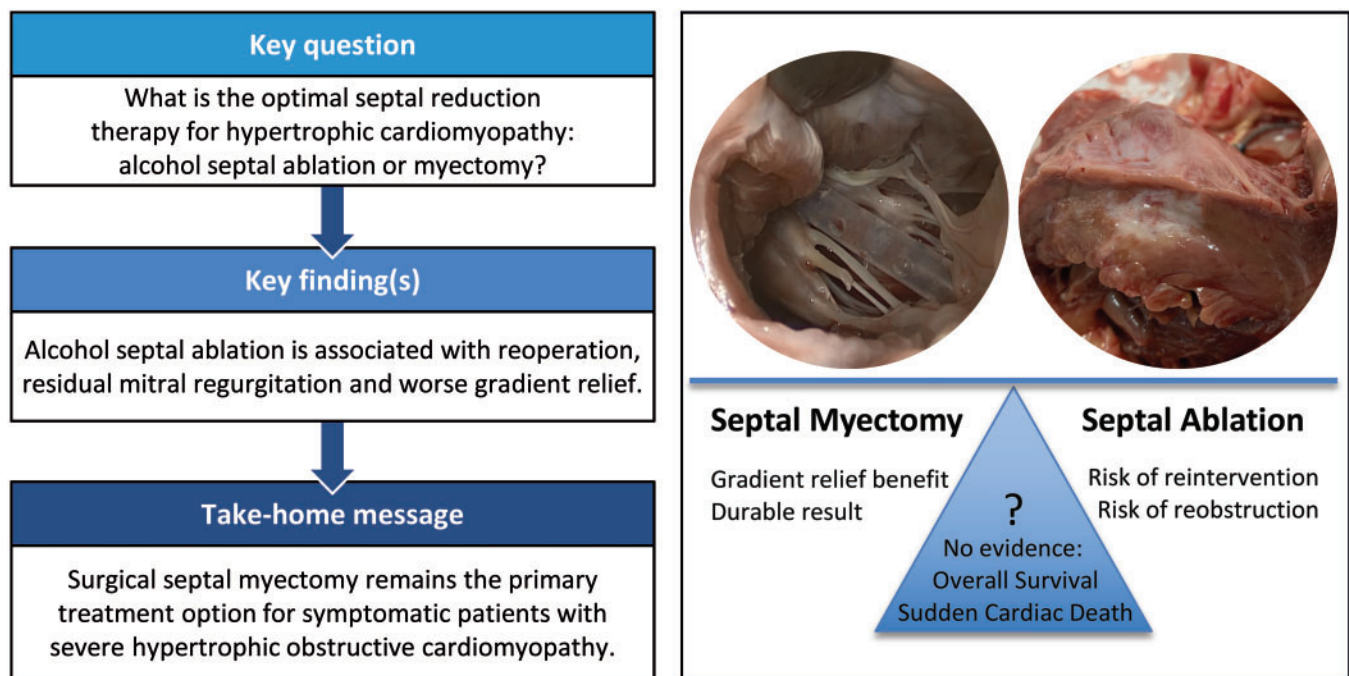 Key question
What is the optimal septal reduction
therapy for hypertrophic cardiomyopathy:
alcohol septal ablation or myectomy?
Key finding(s)
Alcohol septal ablation is associated with reoperation,
residual mitral regurgitation and worse gradient relief.
Take-home message
Surgical septal myectomy remains the primary
treatment option for symptomatic patients with
severe hypertrophic obstructive cardiomyopathy.
Septal Myectomy
Gradient relief benefit
Durable result
Septal Ablation
Risk of reintervention
Risk of reobstruction
?
No evidence:
Overall Survival
Sudden Cardiac Death